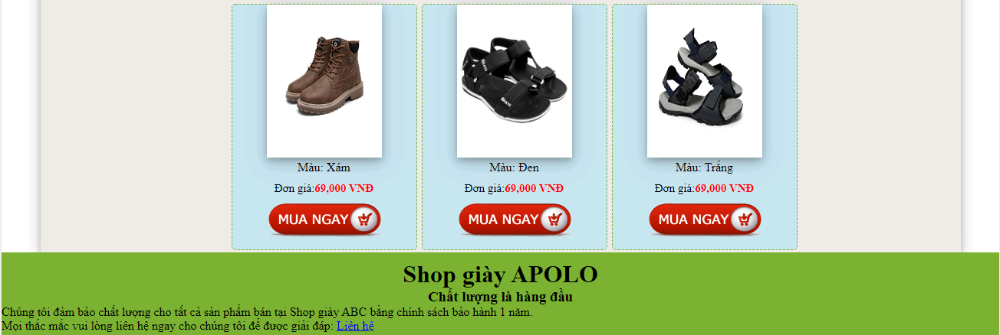 Màu: Xám
Đơn giá:69,000 VNĐ
MUA NGAY
Màu: Đen
Đơn giá:69,000 VNĐ
MUA NGAY
Màu: Trắng
Đơn giá:69,000 VNĐ
MUA NGAY
Shop giày APOLO
Chất lượng là hàng đầu
Chúng tôi đảm bảo chất lượng cho tất cả sản phẩm bán tại Shop giày ABC bằng chính sách bảo hành 1 năm.
Mọi thắc mắc vui lòng liên hệ ngay cho chúng tôi để được giải đáp: Liên hệ